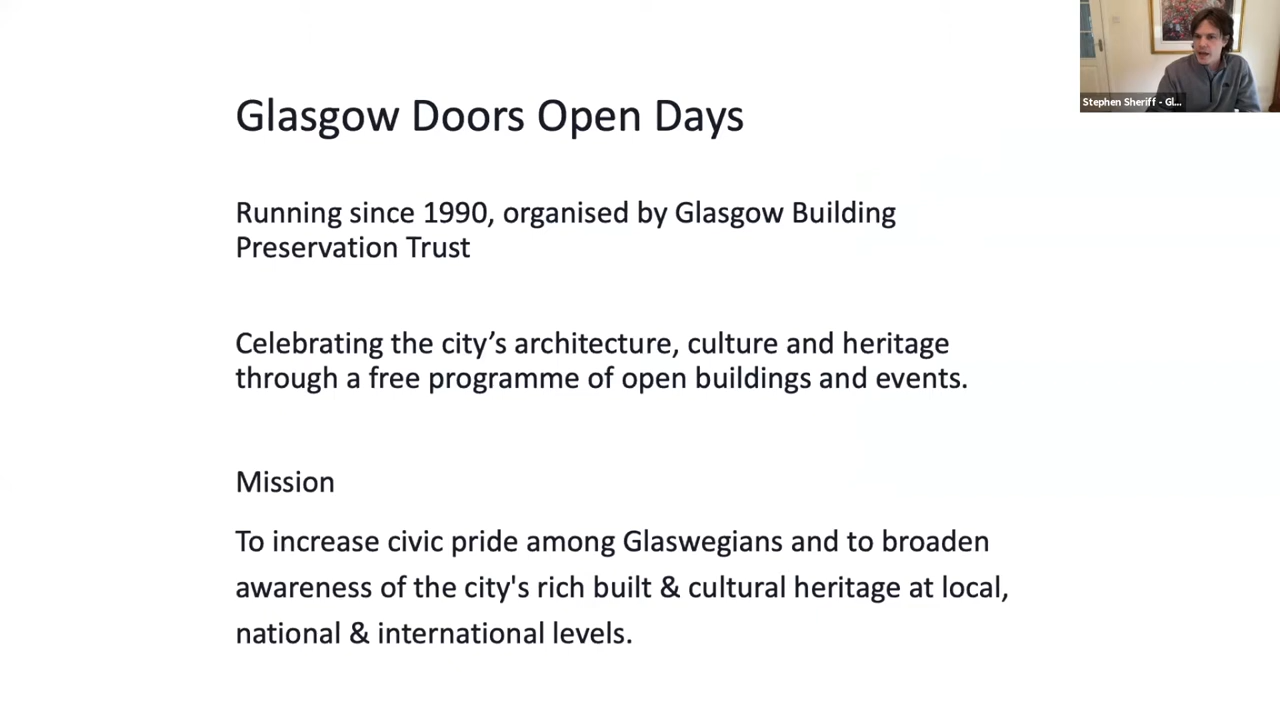 Stephen Sheriff - Gl...
Glasgow Doors Open Days
Running since 1990, organised by Glasgow Building
Preservation Trust
Celebrating the city’s architecture, culture and heritage
through a free programme of open buildings and events.
Mission
To increase civic pride among Glaswegians and to broaden
awareness of the city's rich built & cultural heritage at local,
national & international levels.